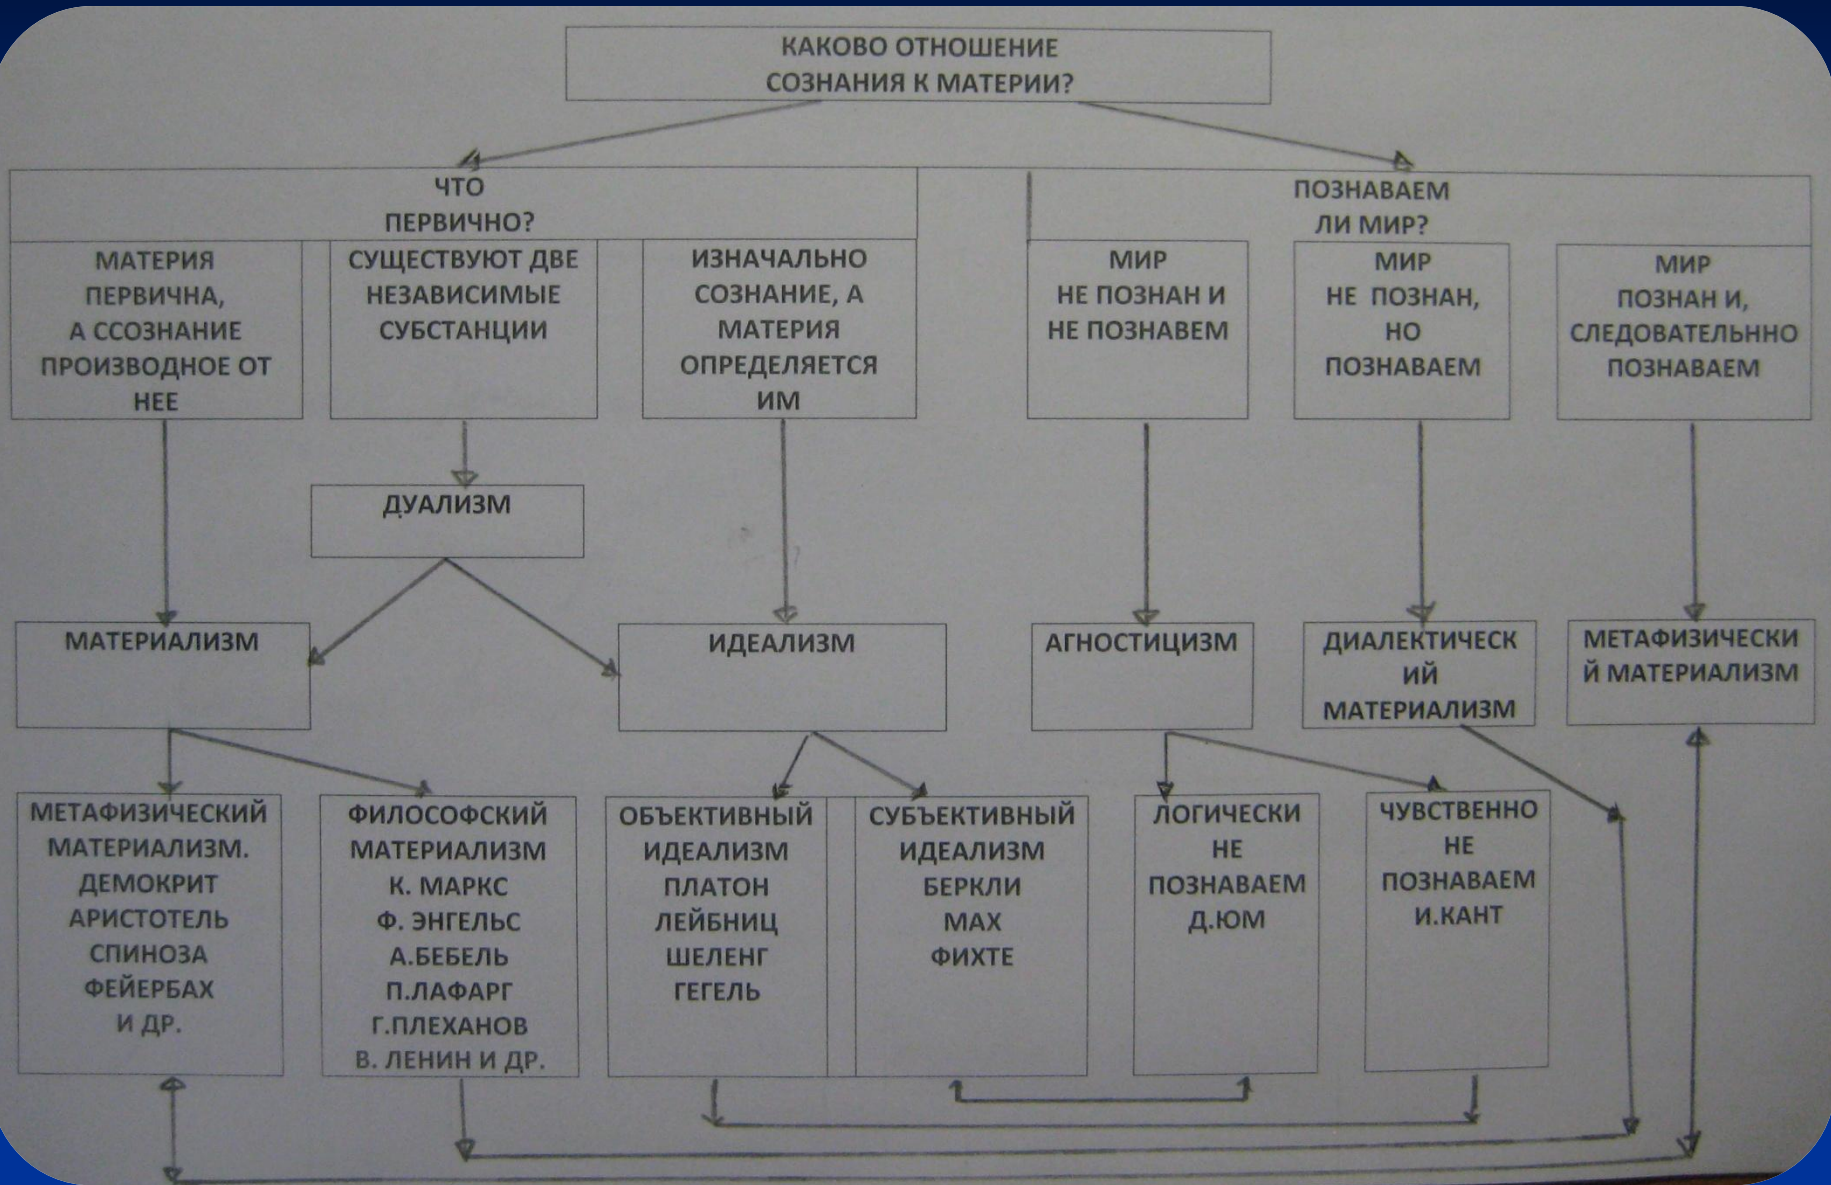 КАКОВО ОТНОШЕНИЕ
СОЗНАНИЯ К МАТЕРИИ?
ЧТО
ПЕРВИЧНО?
ПОЗНАВАЕМ
ЛИ МИР?
МАТЕРИЯ
ПЕРВИЧНА,
А ССОЗНАНИЕ
ПРОИЗВОДНОЕ ОТ
НЕЕ
СУЩЕСТВУЮТ ДВЕ
НЕЗАВИСИМЫЕ
СУБСТАНЦИИ
ИЗНАЧАЛЬНО
СОЗНАНИЕ, А
МАТЕРИЯ
ОПРЕДЕЛЯЕТСЯ
ИМ
МИР
НЕ ПОЗНАН И
НЕ ПОЗНАВЕМ
МИР
НЕ ПОЗНАН,
НО
ПОЗНАВАЕМ
МИР
ПОЗНАН И,
СЛЕДОВАТЕЛЬННО
ПОЗНАВАЕМ
ДУАЛИЗМ
МАТЕРИАЛИЗМ
ИДЕАЛИЗМ
АГНОСТИЦИЗМ
ДИАЛЕКТИЧЕСК
ИЙ
МАТЕРИАЛИЗМ
МЕТАФИЗИЧЕСКИ
Й МАТЕРИАЛИЗМ
МЕТАФИЗИЧЕСКИЙ
МАТЕРИАЛИЗМ.
ДЕМОКРИТ
АРИСТОТЕЛЬ
СПИНОЗА
ФЕЙЕРБАХ
И ДР.
ФИЛОСОФСКИЙ
МАТЕРИАЛИЗМ
К. МАРКС
Ф. ЭНГЕЛЬС
А.БЕБЕЛЬ
П.ЛАФАРГ
Г.ПЛЕХАНОВ
В. ЛЕНИН И ДР.
ОБЪЕКТИВНЫЙ
ИДЕАЛИЗМ
ПЛАТОН
ЛЕЙБНИЦ
ШЕЛЕНГ
ГЕГЕЛЬ
СУБЪЕКТИВНЫЙ
ИДЕАЛИЗМ
БЕРКЛИ
МАХ
ФИХТЕ
ЛОГИЧЕСКИ
НЕ
ПОЗНАВАЕМ
Д.ЮМ
ЧУВСТВЕННО
НЕ
ПОЗНАВАЕМ
И.КАНТ